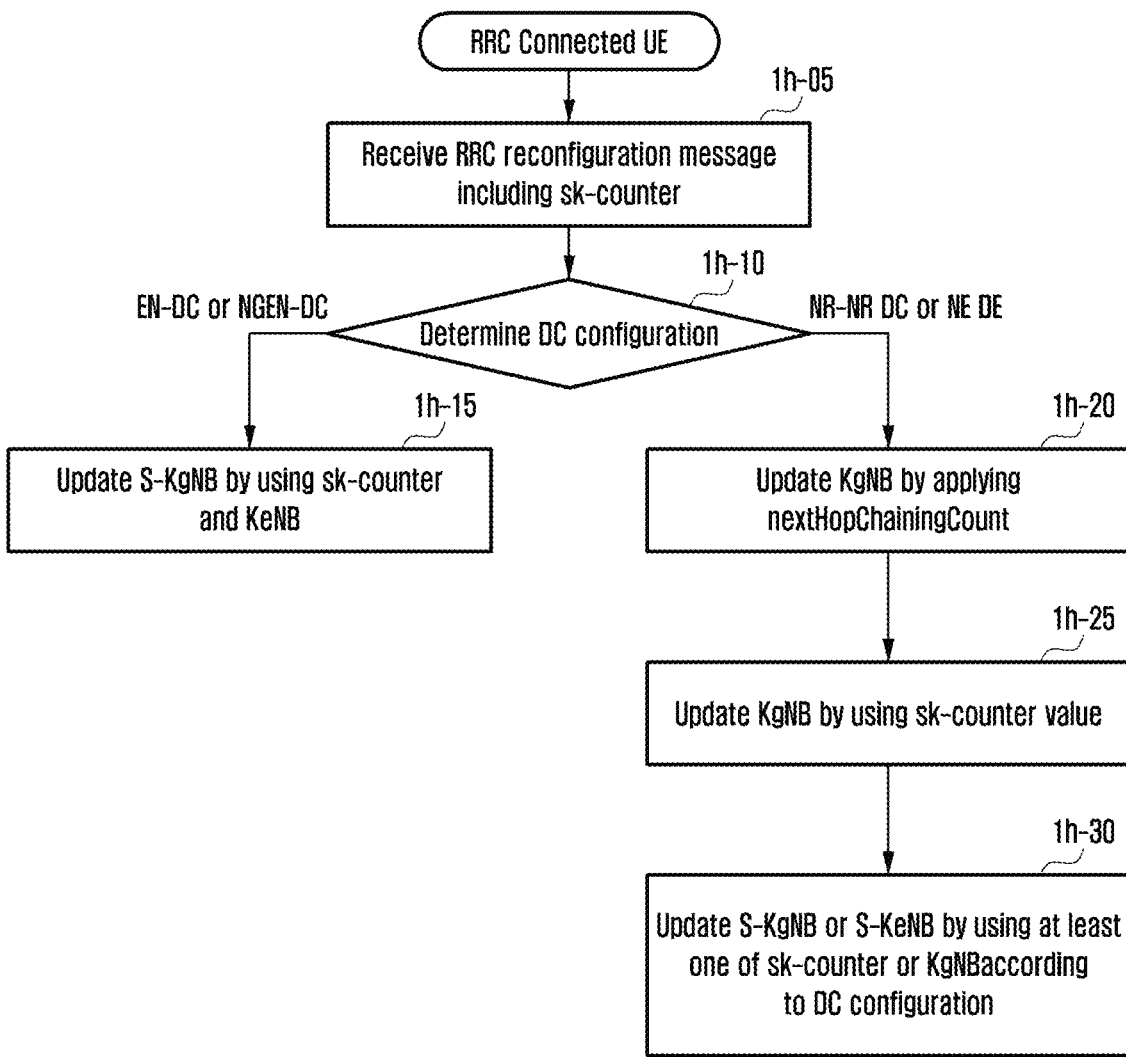 RRC Connected UE
1h-05
Receive RRC reconfiguration message
including sk-counter
1h-10
EN-DC or NGEN-DC
NR-NR DC or NE DE
Determine DC configuration
1h-15
Update S-KgNB by using sk-counter
and KeNB
1h-20
Update KgNB by applying
nextHopChainingCount
1h-25
Update KgNB by using sk-counter value
1h-30
Update S-KgNB or S-KeNB by using at least
one of sk-counter or KgNBaccording
to DC configuration